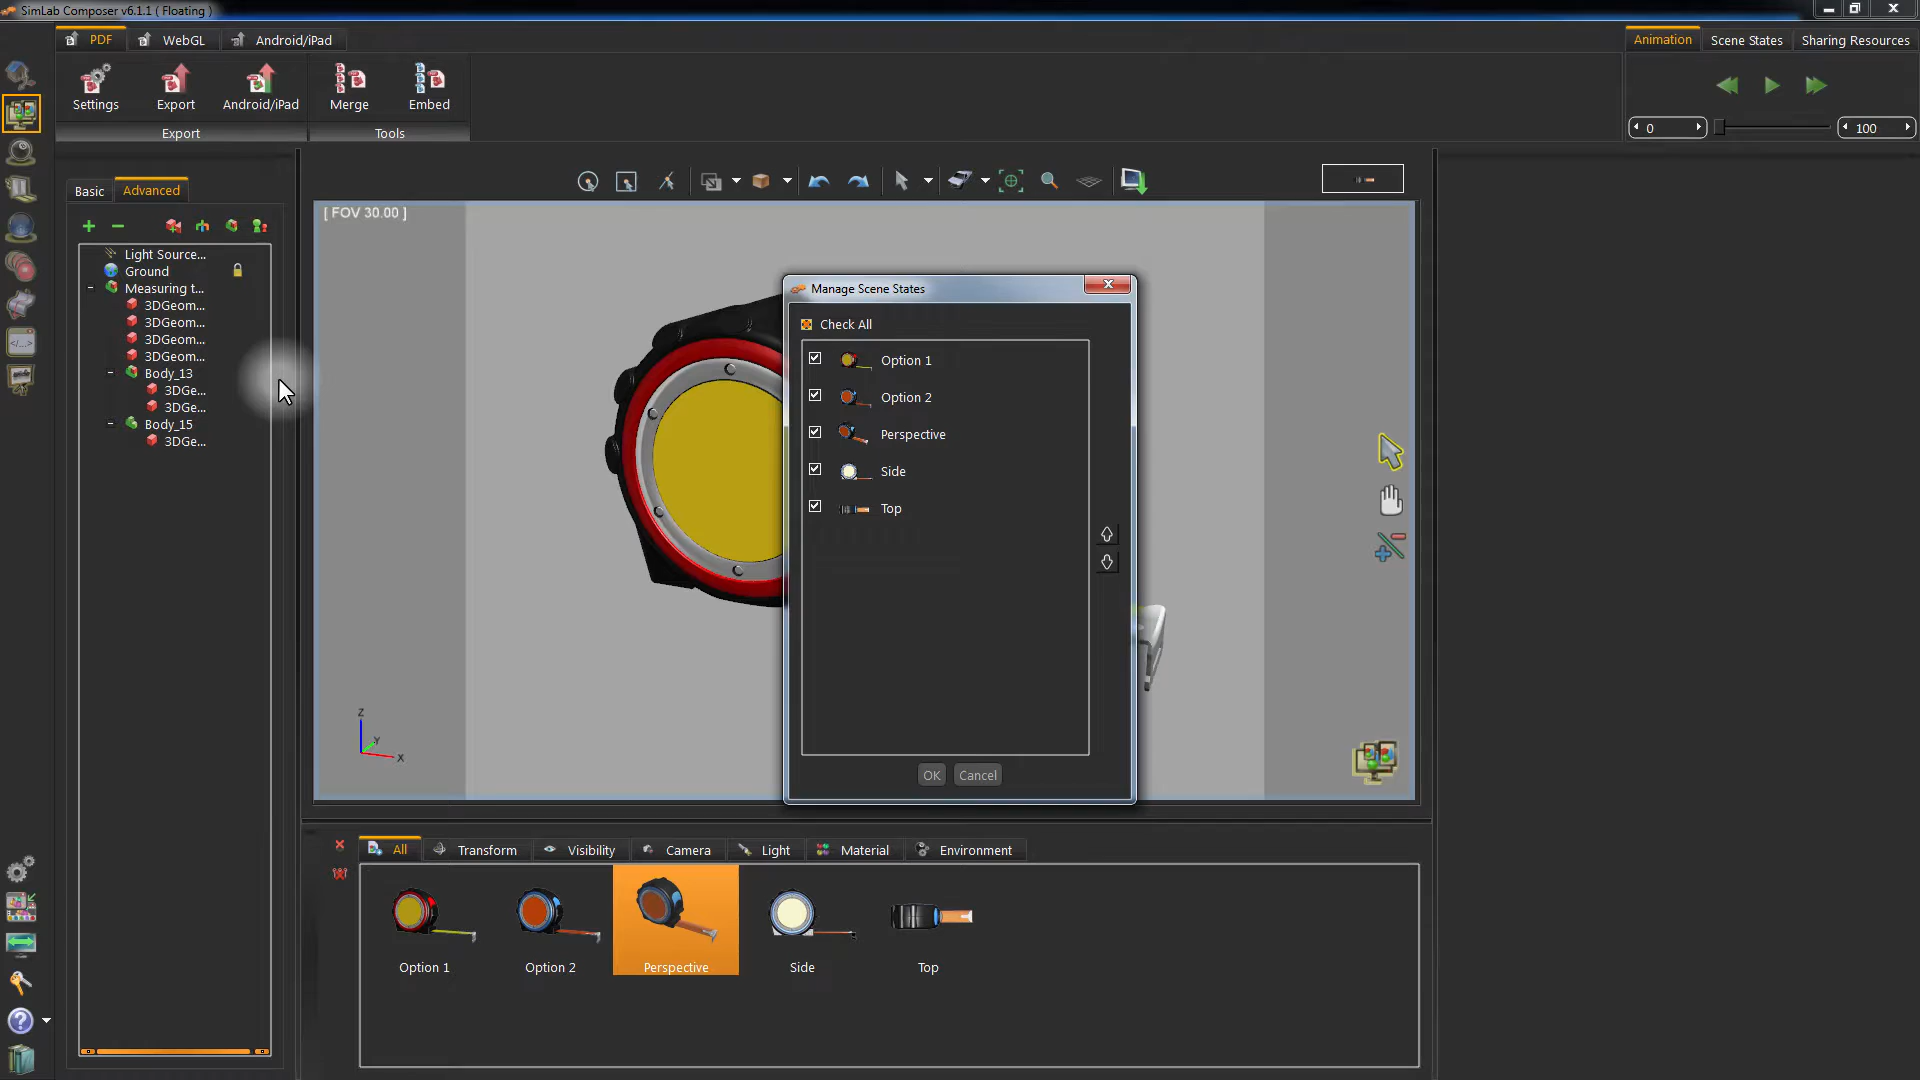 SimLab Composer v6.1.1 ( Floating )
PDF
WebGL
Android/iPad
Animation
Scene States
Sharing Resources
Settings
Export
Android/iPad
Merge
Embed
Export
Tools
0
100
Basic
Advanced
[ FOV 30.00 ]
Light Source...
Ground
Measuring t...
3DGeom...
3DGeom...
3DGeom...
3DGeom...
Body_13
3DGe...
3DGe...
Body_15
3DGe...
Manage Scene States
Check All
Option 1
Option 2
Perspective
Side
Top
OK
Cancel
Z
Y
X
All
Transform
Visibility
Camera
Light
Material
Environment
Option 1
Option 2
Perspective
Side
Top